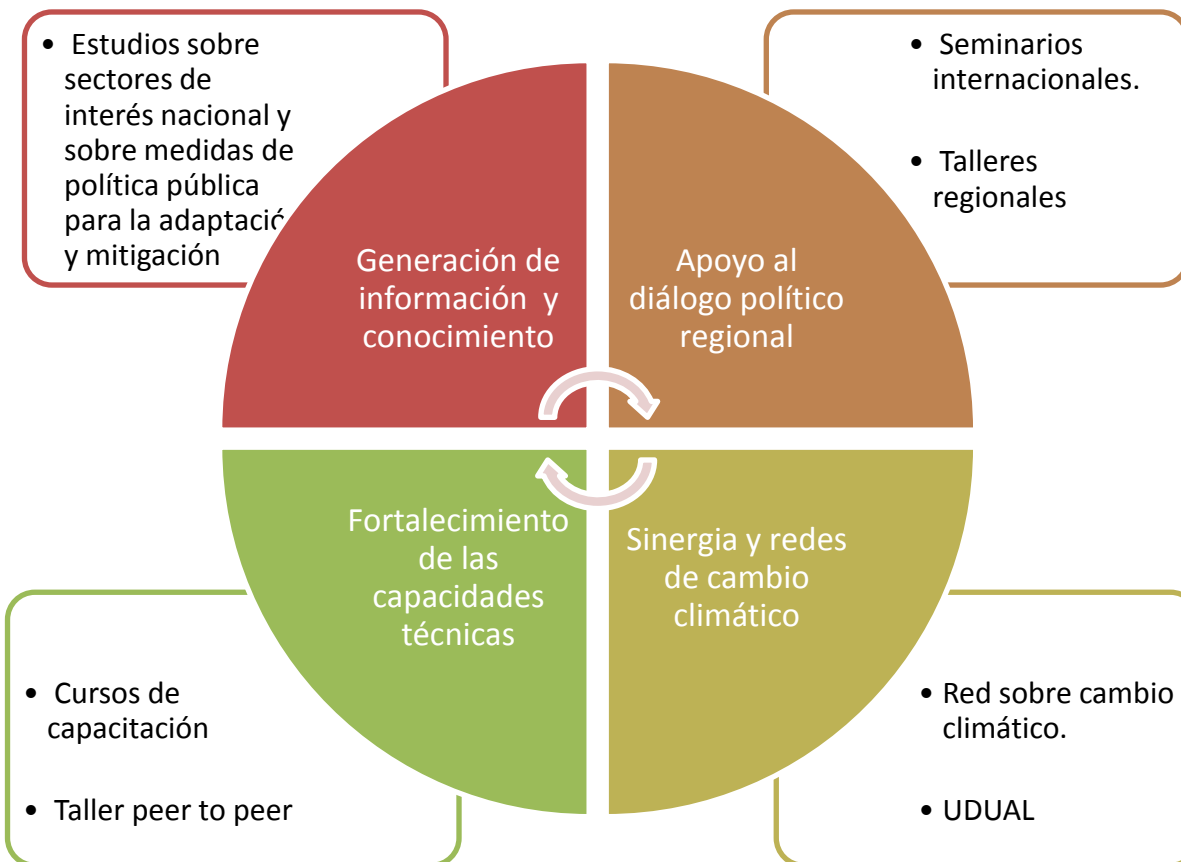 • Estudios sobre
sectores de
interés nacional y
sobre medidas de
política pública
para la adaptació
y mitigación
Generación de
información y
conocimiento
• Seminarios
internacionales.
• Talleres
regionales
Apoyo al
diálogo político
regional
Fortalecimiento
de las
capacidades
técnicas
• Cursos de
capacitación
• Taller peer to peer
Sinergia y redes
de cambio
climático
• Red sobre cambio
climático.
• UDUAL